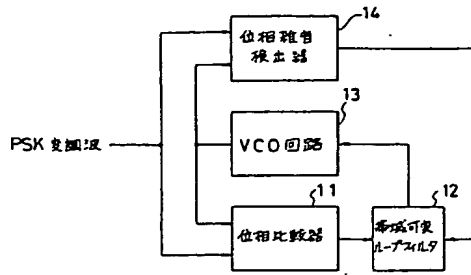 14
位相雑音
検出器
13
PSK変調波
VCO回路
11
12
位相比較器
帯域可変
ループフィルタ